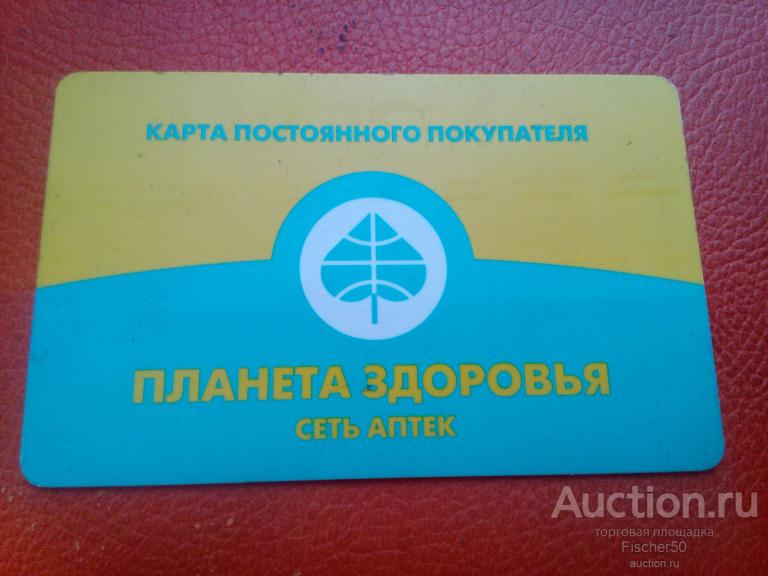 КАРТА ПОСТОЯННОГО ПОКУПАТЕЛЯ
ПЛАНЕТА ЗДОРОВЬЯ
СЕТЬ АПТЕК
Auction.ru
торговая площадка
Fischer50
auction.ru